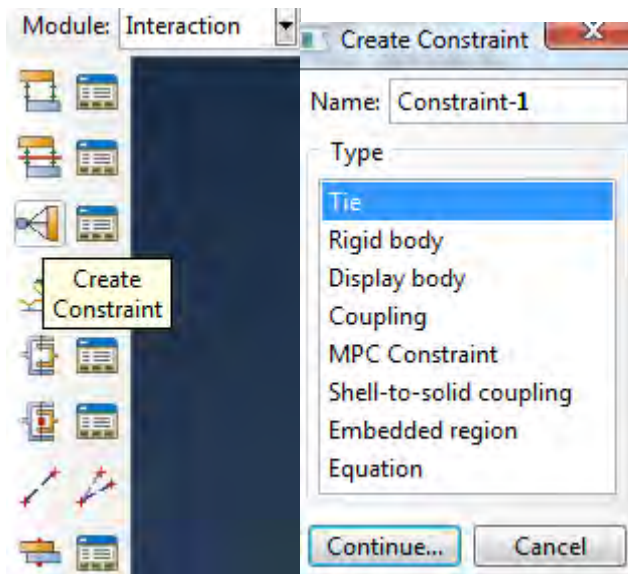 Module: Interaction
Create
Constraint
Create Constraint
Name: Constraint-1
Type
Tie
Rigid body
Display body
Coupling
MPC Constraint
Shell-to-solid coupling
Embedded region
Equation
Continue... Cancel